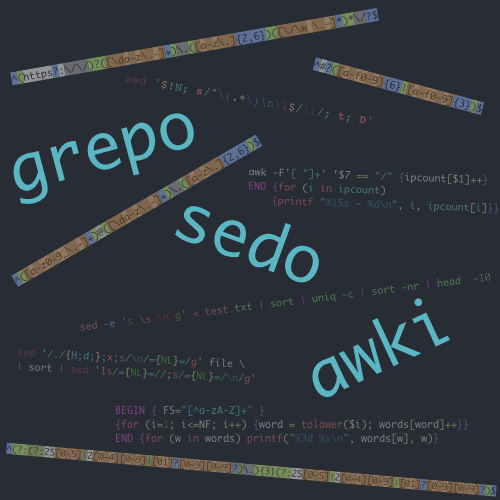 ^(https?:\/\/)?([\da-z\.-]+)\.([a-z\.]{2,6})([\/\w \.-]*)*\/?$
^#?([a-f0-9]{6}|[a-f0-9]{3})$
sed '$!N; s/^\(.*\)\n\1$/\1/; t; D'
grepo
^([a-z0-9_\.-]+)@([\da-z\.-]+)\.([a-z\.]{2,6})$
awk -F'[ "]+' '$7 == "/" {ipcount[$1]++}
END {for (i in ipcount)
{printf "%15s - %d\n", i, ipcount[i]}}
sedo
sed -e 's \s \n g' < test.txt | sort | uniq -c | sort -nr | head -10
awki
sed '/./{H;d;};x;s/\n/={NL}=/g' file \
| sort | sed '1s/={NL}=//;s/={NL}=/\n/g'
BEGIN { FS="[^a-zA-Z]+" }
{for (i=1; i<=NF; i++) {word = tolower($i); words[word]++}}
END {for (w in words) printf("%3d %s\n", words[w], w)}
^(?:(?:25[0-5]|2[0-4][0-9]|[01]?[0-9][0-9]?)\.){3}(?:25[0-5]|2[0-4][0-9]|[01]?[0-9][0-9]?)$